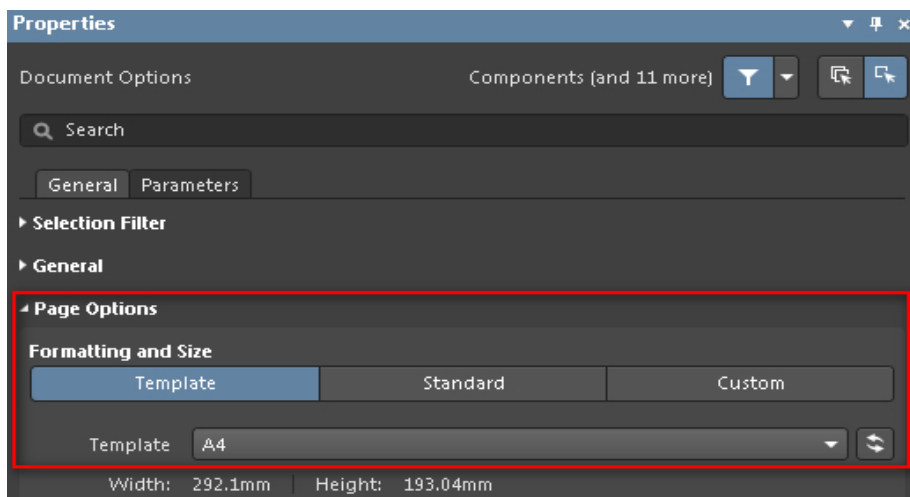 Properties
Document Options Components (and 11 more)
Search
General Parameters
Selection Filter
General
Page Options
Formatting and Size
Template Standard Custom
Template A4
Width: 292.1mm Height: 193.04mm